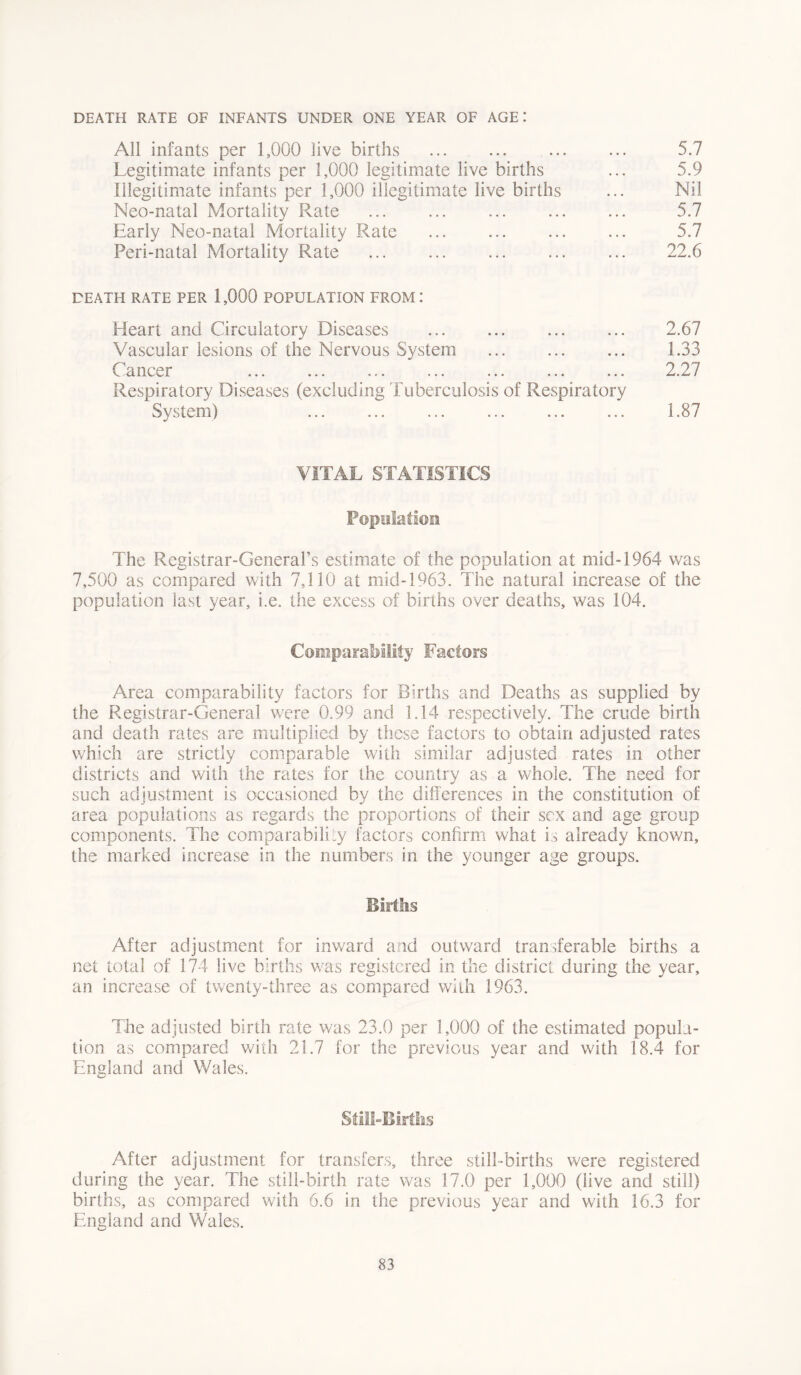 DEATH RATE OF INFANTS UNDER ONE YEAR OF AGE:
All infants per 1,000 live births ... ... ... ... 5.7
Legitimate infants per 1,000 legitimate live births ... 5.9
Illegitimate infants per 1,000 illegitimate live births ... Nil
Neo-natal Mortality Rate ... ... ... ... ... 5.7
Early Neo-natal Mortality Rate ... ... ... ... 5.7
Peri-natal Mortality Rate ... ... ... ... ... 22.6
DEATH RATE PER 1,000 POPULATION FROM:
Heart and Circulatory Diseases ... ... ... ... 2.67
Vascular lesions of the Nervous System ... ... ... 1.33
Cancer ... ... ... ... ... ... ... 2.27
Respiratory Diseases (excluding Tuberculosis of Respiratory
System) ... ... ... ... ... ... 1.87
VITAL STATISTICS
Population
The Registrar-General's estimate of the population at mid-1964 was
7,500 as compared with 7,110 at mid-1963. The natural increase of the
population last year, i.e. the excess of births over deaths, was 104.
Comparability Factors
Area comparability factors for Births and Deaths as supplied by
the Registrar-General were 0.99 and 1.14 respectively. The crude birth
and death rates are multiplied by these factors to obtain adjusted rates
which are strictly comparable with similar adjusted rates in other
districts and with the rates for the country as a whole. The need for
such adjustment is occasioned by the differences in the constitution of
area populations as regards the proportions of their sex and age group
components. The comparability factors confirm what is already known,
the marked increase in the numbers in the younger age groups.
Births
After adjustment for inward and outward transferable births a
net total of 174 live births was registered in the district during the year,
an increase of twenty-three as compared with 1963.
The adjusted birth rate was 23.0 per 1,000 of the estimated popula-
tion as compared with 21.7 for the previous year and with 18.4 for
England and Wales.
Still-Births
After adjustment for transfers, three still-births were registered
during the year. The still-birth rate was 17.0 per 1,000 (live and still)
births, as compared with 6.6 in the previous year and with 16.3 for
England and Wales.
83